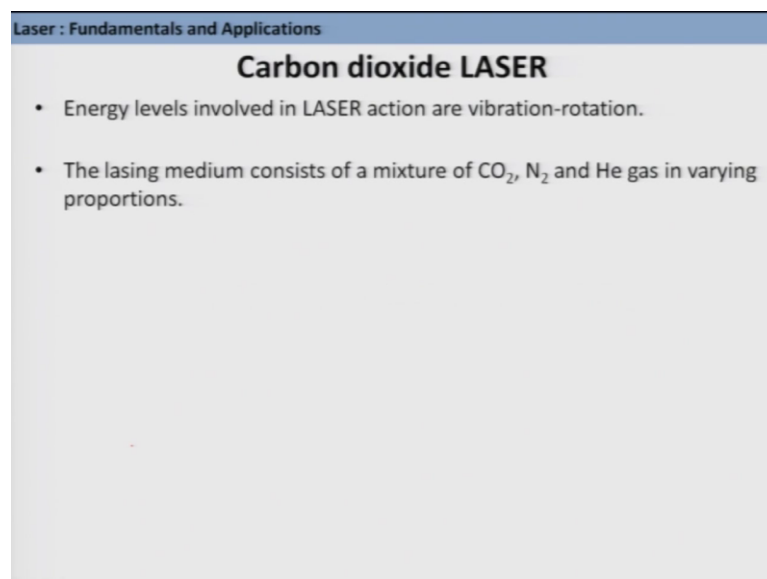 Laser : Fundamentals and Applications
Carbon dioxide LASER
• Energy levels involved in LASER action are vibration-rotation.
• The lasing medium consists of a mixture of CO₂, N₂ and He gas in varying
proportions.